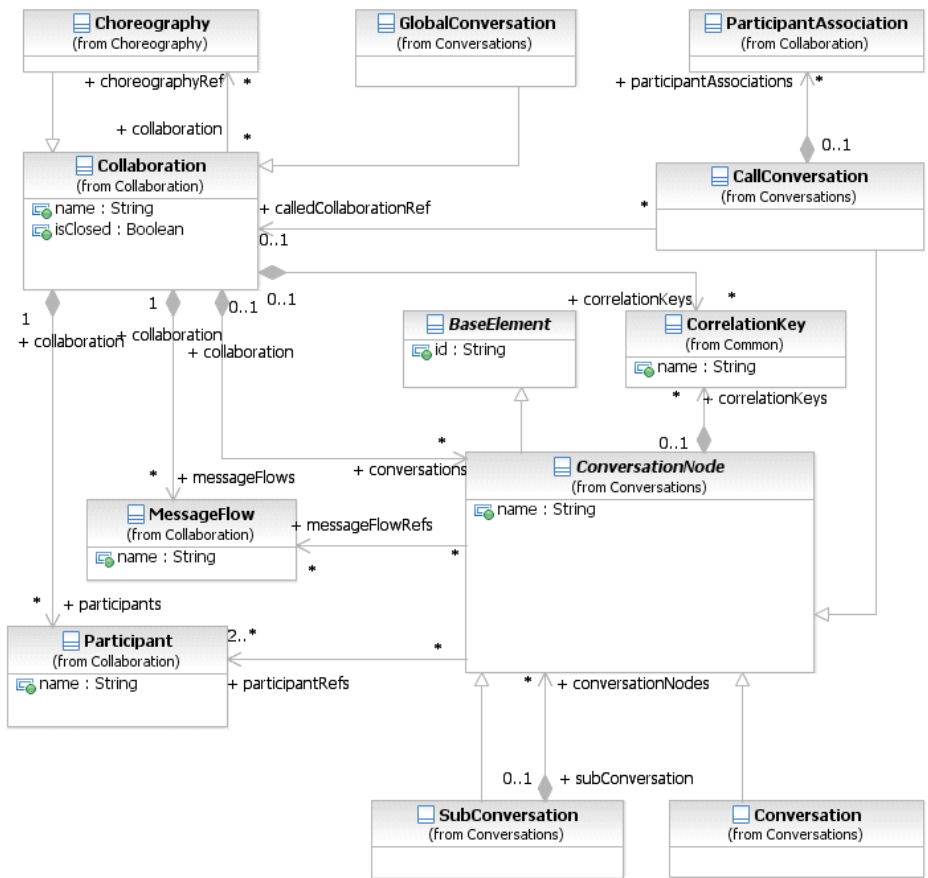 Choreography
(from Choreography)
GlobalConversation
(from Conversations)
ParticipantAssociation
(from Collaboration)
+ choreographyRef
*
+ participantAssociations
*
+ collaboration
*
0..1
Collaboration
(from Collaboration)
name : String
isClosed : Boolean
CallConversation
(from Conversations)
+ calledCollaborationRef
*
0..1
0..1
1
+ collaboration
1
+ collaboration
0..1
+ collaboration
+ correlationKeys
*
BaseElement
id : String
CorrelationKey
(from Common)
name : String
*
+ correlationKeys
0..1
*
+ conversations
ConversationNode
(from Conversations)
name : String
*
+ messageFlows
MessageFlow
(from Collaboration)
name : String
+ messageFlowRefs
*
*
*
+ participants
Participant
(from Collaboration)
name : String
2..*
*
+ participantRefs
*
+ conversationNodes
0..1
+ subConversation
SubConversation
(from Conversations)
Conversation
(from Conversations)